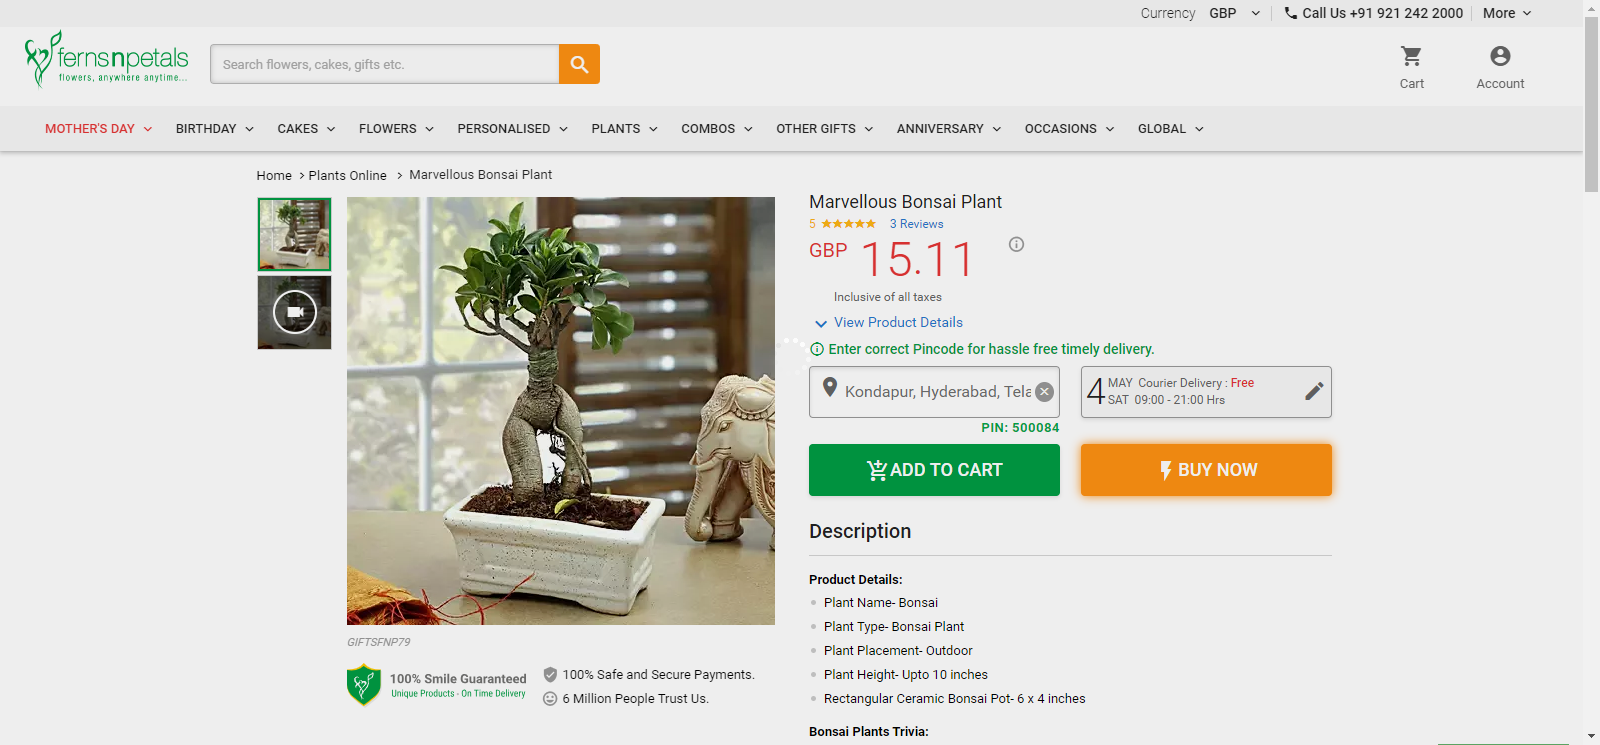 Currency GBP Call Us +91 921 242 2000 More
fernsnpetals
flowers, anywhere anytime...
Search flowers, cakes, gifts etc.
Cart
Account
MOTHER'S DAY BIRTHDAY CAKES FLOWERS PERSONALISED PLANTS COMBOS OTHER GIFTS ANNIVERSARY OCCASIONS GLOBAL
Home > Plants Online > Marvellous Bonsai Plant
Marvellous Bonsai Plant
5 ★★★★★ 3 Reviews
GBP 15.11
Inclusive of all taxes
View Product Details
Enter correct Pincode for hassle free timely delivery.
Kondapur, Hyderabad, Tela
PIN: 500084
4 MAY Courier Delivery : Free
SAT 09:00 - 21:00 Hrs
ADD TO CART
BUY NOW
Description
Product Details:
Plant Name- Bonsai
Plant Type- Bonsai Plant
Plant Placement- Outdoor
Plant Height- Upto 10 inches
Rectangular Ceramic Bonsai Pot- 6 x 4 inches
Bonsai Plants Trivia:
GIFTSFNP79
100% Smile Guaranteed
Unique Products - On Time Delivery
100% Safe and Secure Payments.
6 Million People Trust Us.